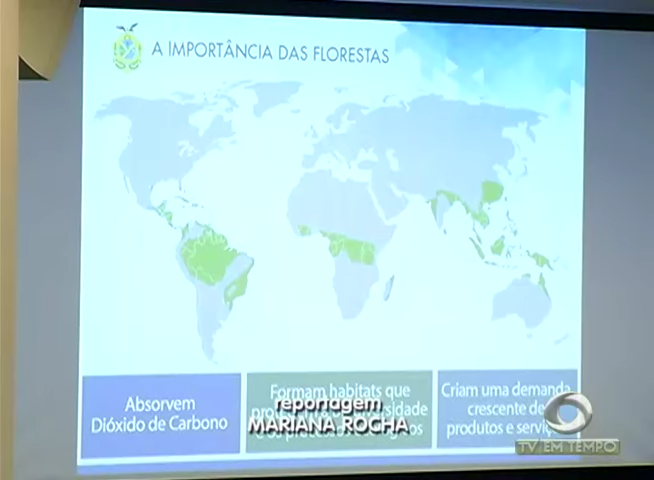 A IMPORTÂNCIA DAS FLORESTAS
Absorvem
Dióxido de Carbono
Formam habitats que
reportagem
MARIANA ROCHA
Criam uma demanda
crescente de
produtos e serviços
TV EM TEMPO